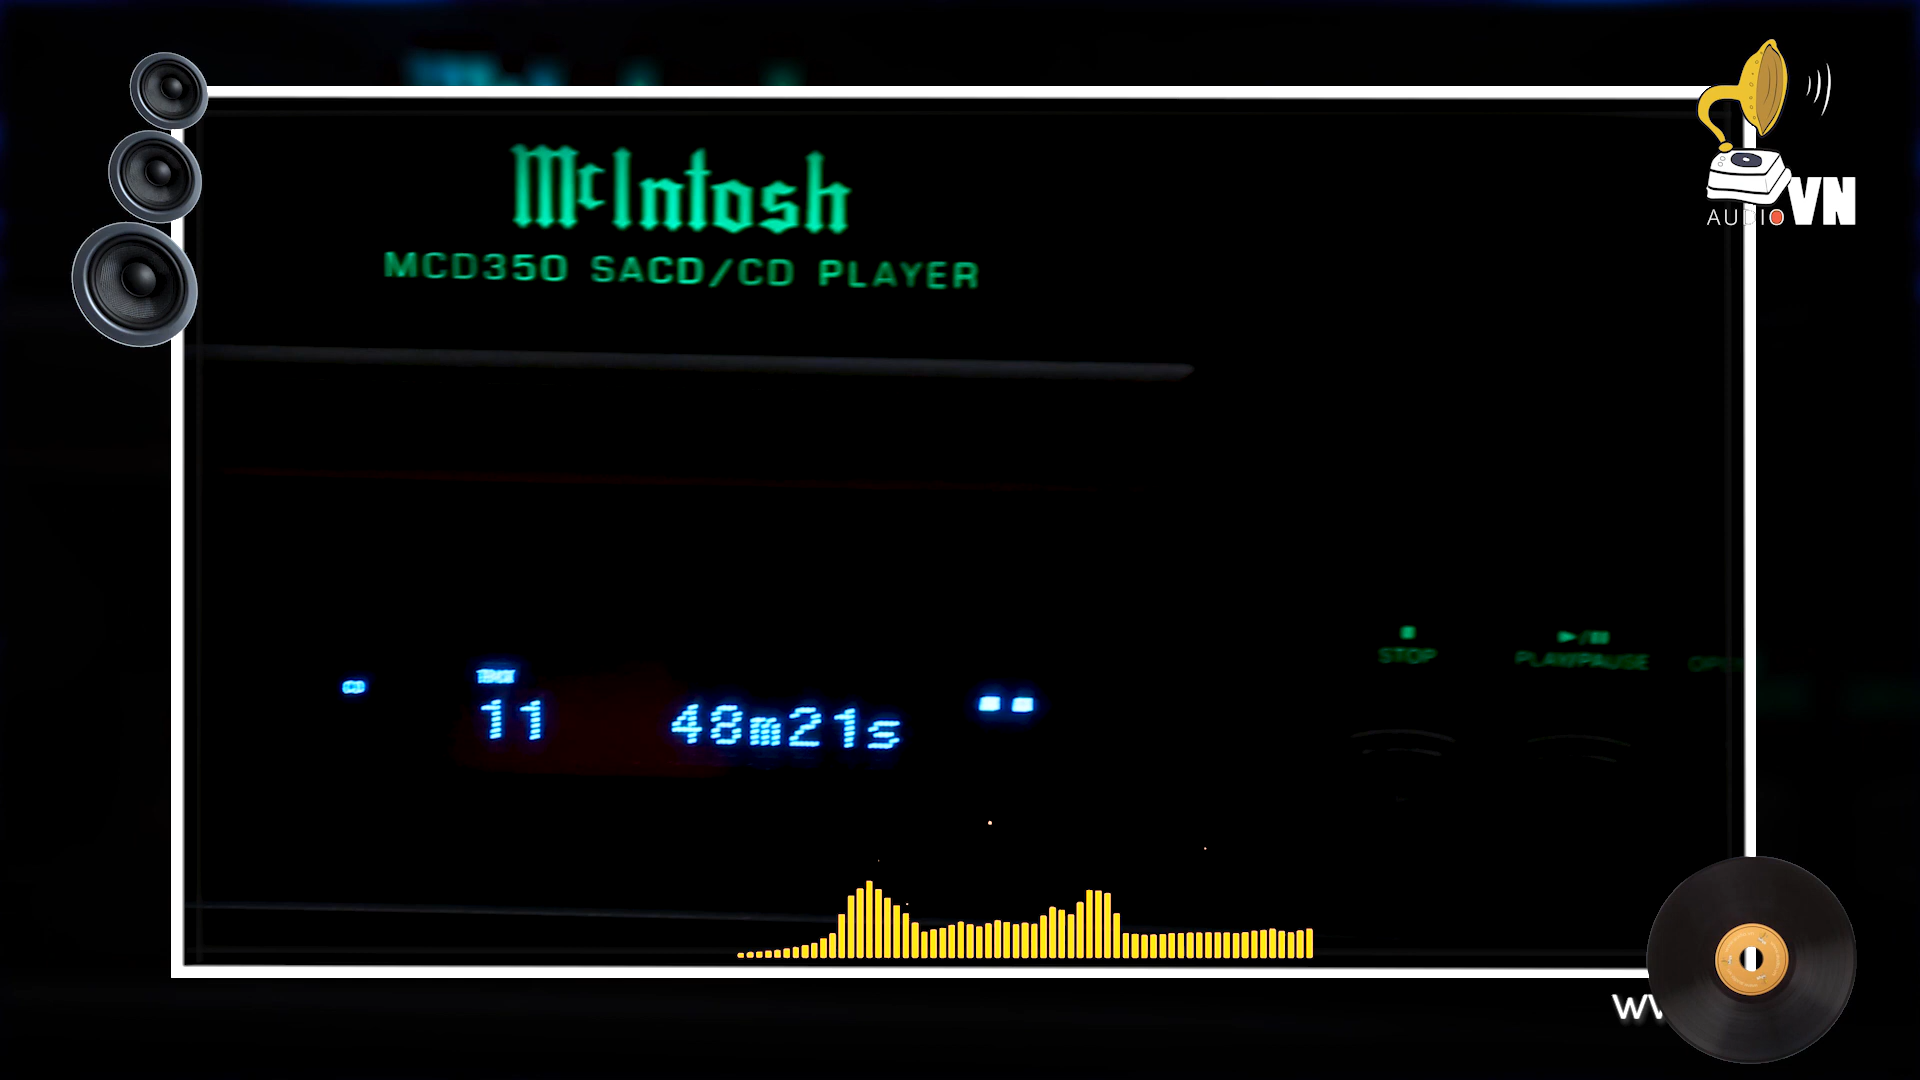 McIntosh
MCD350 SACD/CD PLAYER
AUDIO VN
STOP
PLAY/PAUSE
CD
TRACK
11 48m21s